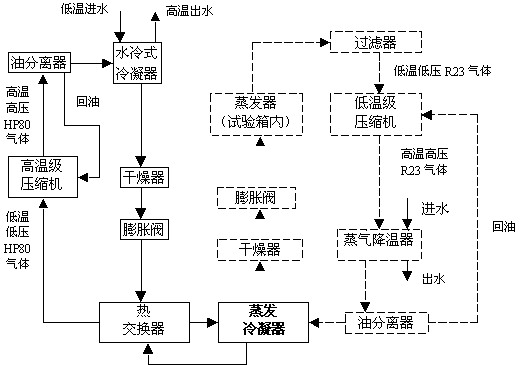 低温进水
高温出水
水冷式
冷凝器
油分离器
高温
高压
HP80
气体
回油
高温级
压缩机
低温
低压
HP80
气体
干燥器
膨胀阀
热
交换器
蒸发
冷凝器
过滤器
低温低压 R23 气体
蒸发器
（试验箱内）
低温级
压缩机
高温高压
R23 气体
膨胀阀
干燥器
进水
蒸气降温器
出水
回油
油分离器